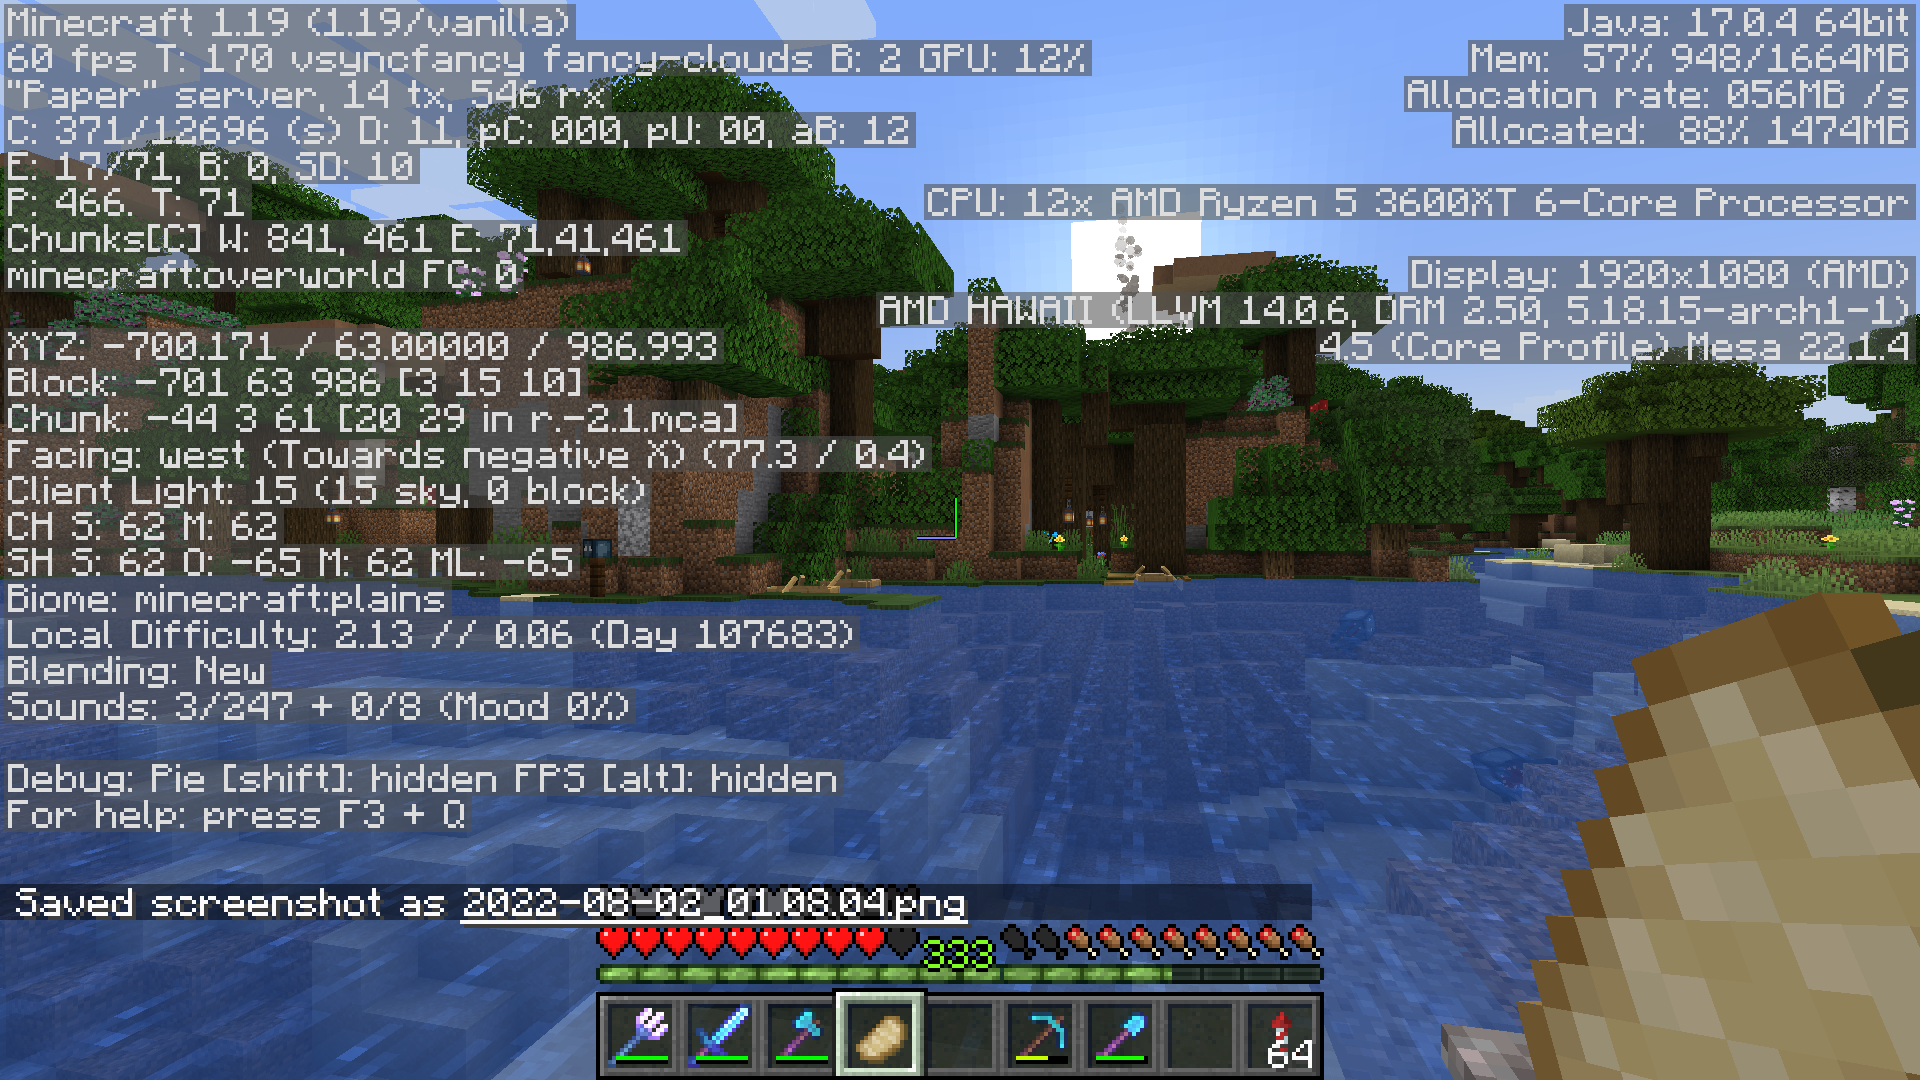 Minecraft 1.19 (1.19/vanilla)
60 fps T: 170 vsyncfancy fancy-clouds B: 2 GPU: 12%
"Paper" server, 14 tx, 546 rx
C: 371/12696 (s) D: 11, pC: 000, pU: 00, aB: 12
E: 17/71, B: 0, SD: 10
P: 466. T: 71
Chunks[C] W: 841, 461 E: 71,41,461
minecraft:overworld FC: 0
XYZ: -700.171 / 63.00000 / 986.993
Block: -701 63 986 [3 15 10]
Chunk: -44 3 61 [20 29 in r.-2.1.mca]
Facing: west (Towards negative X) (77.3 / 0.4)
Client Light: 15 (15 sky, 0 block)
CH S: 62 M: 62
SH S: 62 O: -65 M: 62 ML: -65
Biome: minecraft:plains
Local Difficulty: 2.13 // 0.06 (Day 107683)
Blending: New
Sounds: 3/247 + 0/8 (Mood 0%)
Debug: Pie [shift]: hidden FPS [alt]: hidden
For help: press F3 + Q
Java: 17.0.4 64bit
Mem: 57% 948/1664MB
Allocation rate: 056MB /s
Allocated: 88% 1474MB
CPU: 12x AMD Ryzen 5 3600XT 6-Core Processor
Display: 1920x1080 (AMD)
AMD HAWAII (LLVM 14.0.6, DRM 2.50, 5.18.15-arch1-1)
4.5 (Core Profile) Mesa 22.1.4
Saved screenshot as 2022-08-02_01.08.04.png
333
64